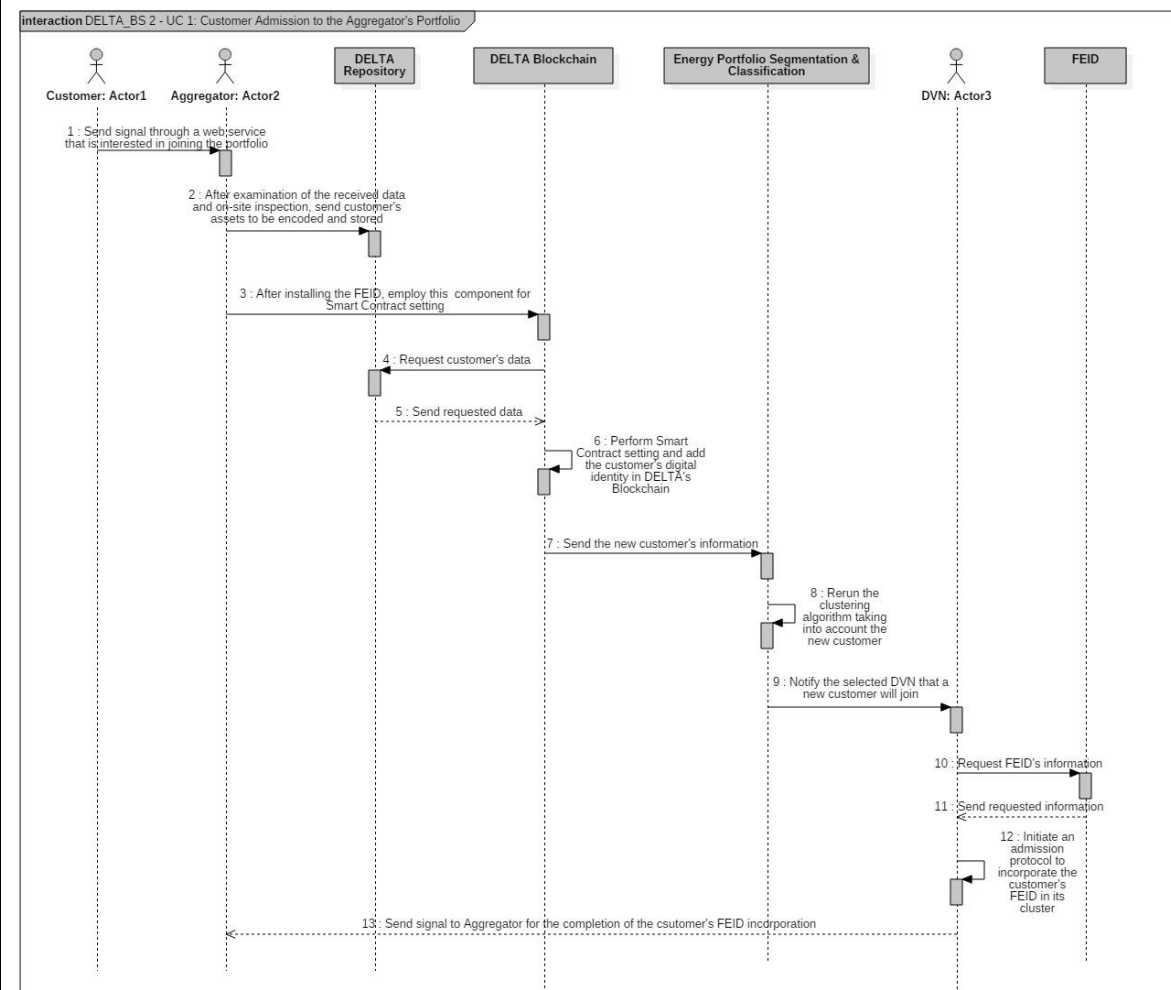 interaction DELTA_BS 2 - UC 1: Customer Admission to the Aggregator's Portfolio
Customer: Actor1
Aggregator: Actor2
DELTA
Repository
DELTA Blockchain
Energy Portfolio Segmentation &
Classification
DVN: Actor3
FEID
1 : Send signal through a web service
that is interested in joining the portfolio
2 : After examination of the received data
and on-site inspection, send customer's
assets to be encoded and stored
3 : After installing the FEID, employ this component for
Smart Contract setting
4 : Request customer's data
5 : Send requested data
6 : Perform Smart
Contract setting and add
the customer's digital
identity in DELTA's
Blockchain
7 : Send the new customer's information
8 : Rerun the
clustering
algorithm taking
into account the
new customer
9 : Notify the selected DVN that a
new customer will join
10 : Request FEID's information
11 : Send requested information
12 : Initiate an
admission
protocol to
incorporate the
customer's
FEID in its
cluster
13 : Send signal to Aggregator for the completion of the csutomer's FEID incorporation